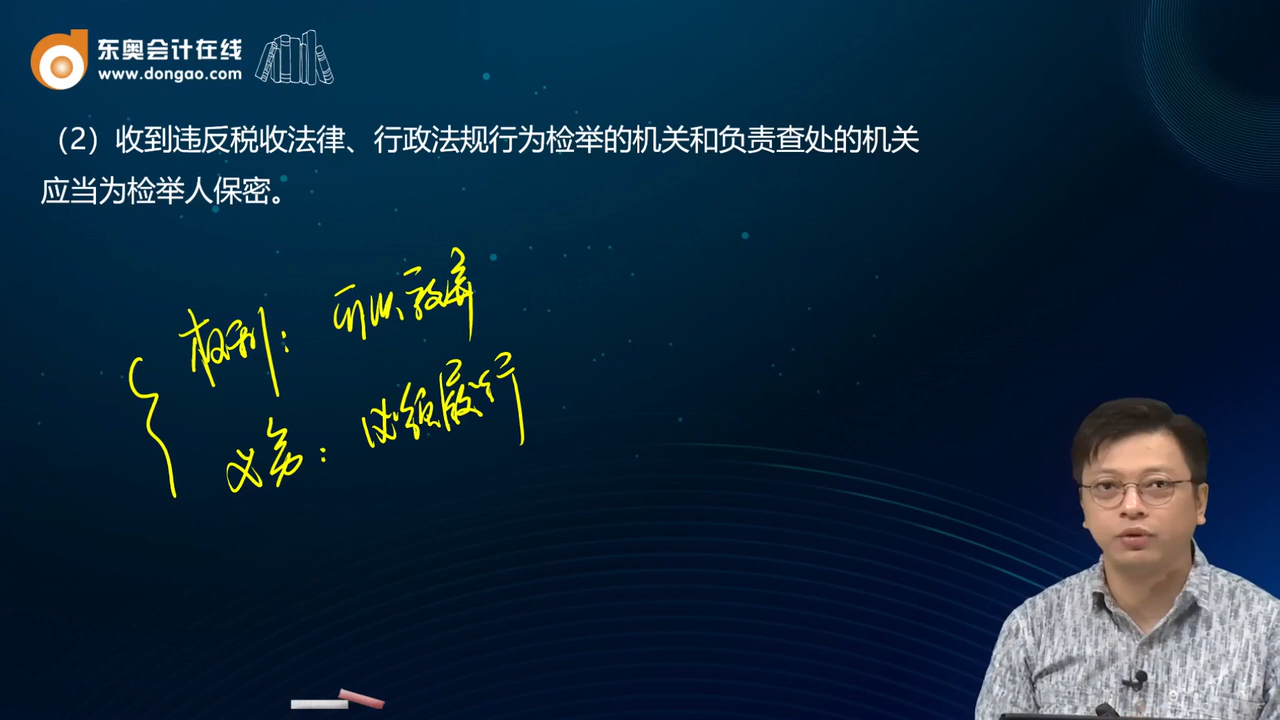 东奥会计在线
www.dongao.com
（2）收到违反税收法律、行政法规行为检举的机关和负责查处的机关
应当为检举人保密。
权利：可以放弃
义务：必须履行